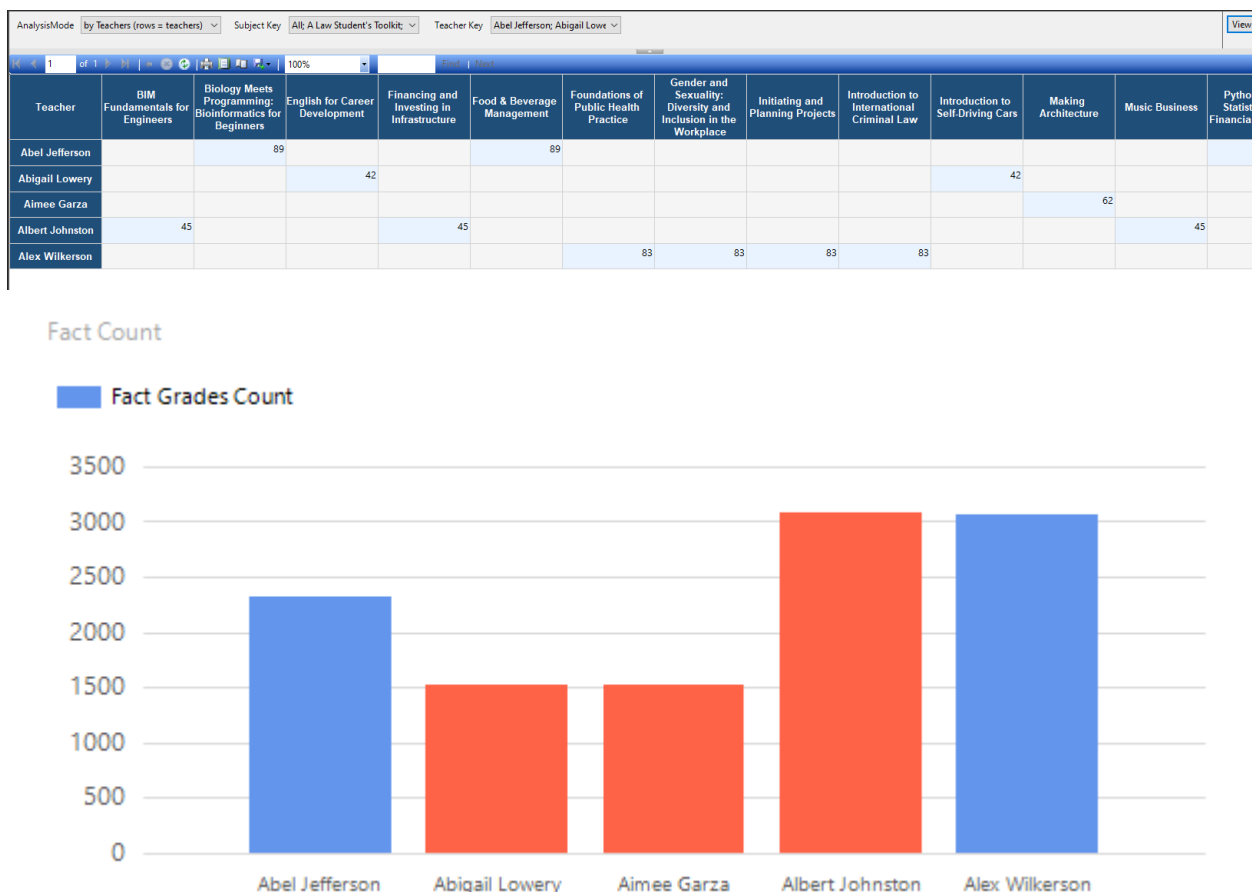 AnalysisMode by Teachers (rows = teachers) Subject Key All; A Law Student's Toolkit; Teacher Key Abel Jefferson; Abigail Lowe View
1 of 1 100% Find | Next
Teacher
BIM
Fundamentals for
Engineers
Biology Meets
Programming:
Bioinformatics for
Beginners
English for Career
Development
Financing and
Investing in
Infrastructure
Food & Beverage
Management
Foundations of
Public Health
Practice
Gender and
Sexuality:
Diversity and
Inclusion in the
Workplace
Initiating and
Planning Projects
Introduction to
International
Criminal Law
Introduction to
Self-Driving Cars
Making
Architecture
Music Business
Pytho
Statist
Financia
Abel Jefferson 89 89
Abigail Lowery 42 42
Aimee Garza 62
Albert Johnston 45 45 45
Alex Wilkerson 83 83 83 83
Fact Count
Fact Grades Count
3500
3000
2500
2000
1500
1000
500
0
Abel Jefferson Abigail Lowery Aimee Garza Albert Johnston Alex Wilkerson